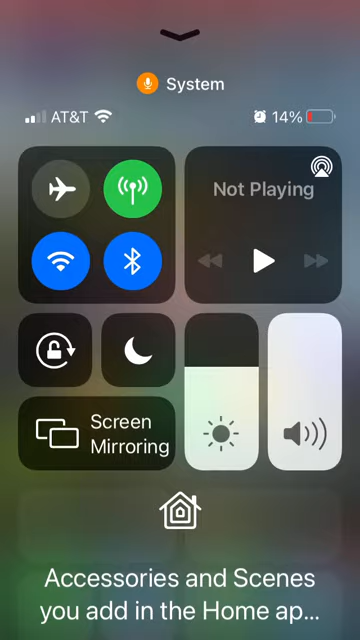 System
AT&T 14%
Not Playing
Screen
Mirroring
Accessories and Scenes
you add in the Home ap...